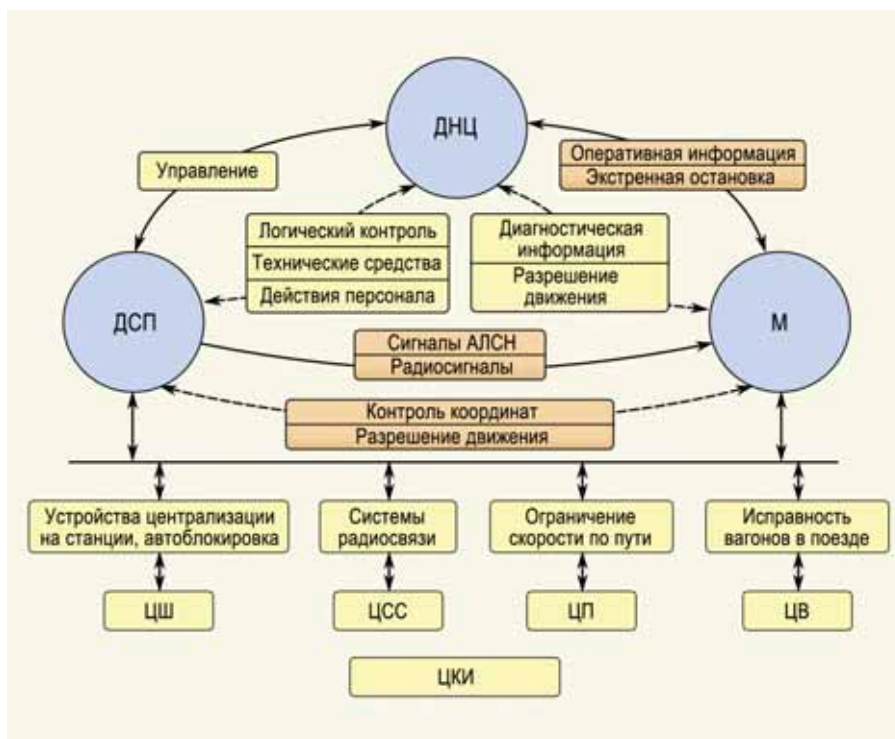 ДНЦ
Управление
Оперативная информация
Экстренная остановка
Логический контроль
Технические средства
Действия персонала
Диагностическая
информация
Разрешение
движения
ДСП
М
Сигналы АЛСН
Радиосигналы
Контроль координат
Разрешение движения
Устройства централизации
на станции, автоблокировка
Системы
радиосвязи
Ограничение
скорости по пути
Исправность
вагонов в поезде
ЦШ
ЦСС
ЦП
ЦВ
ЦКИ